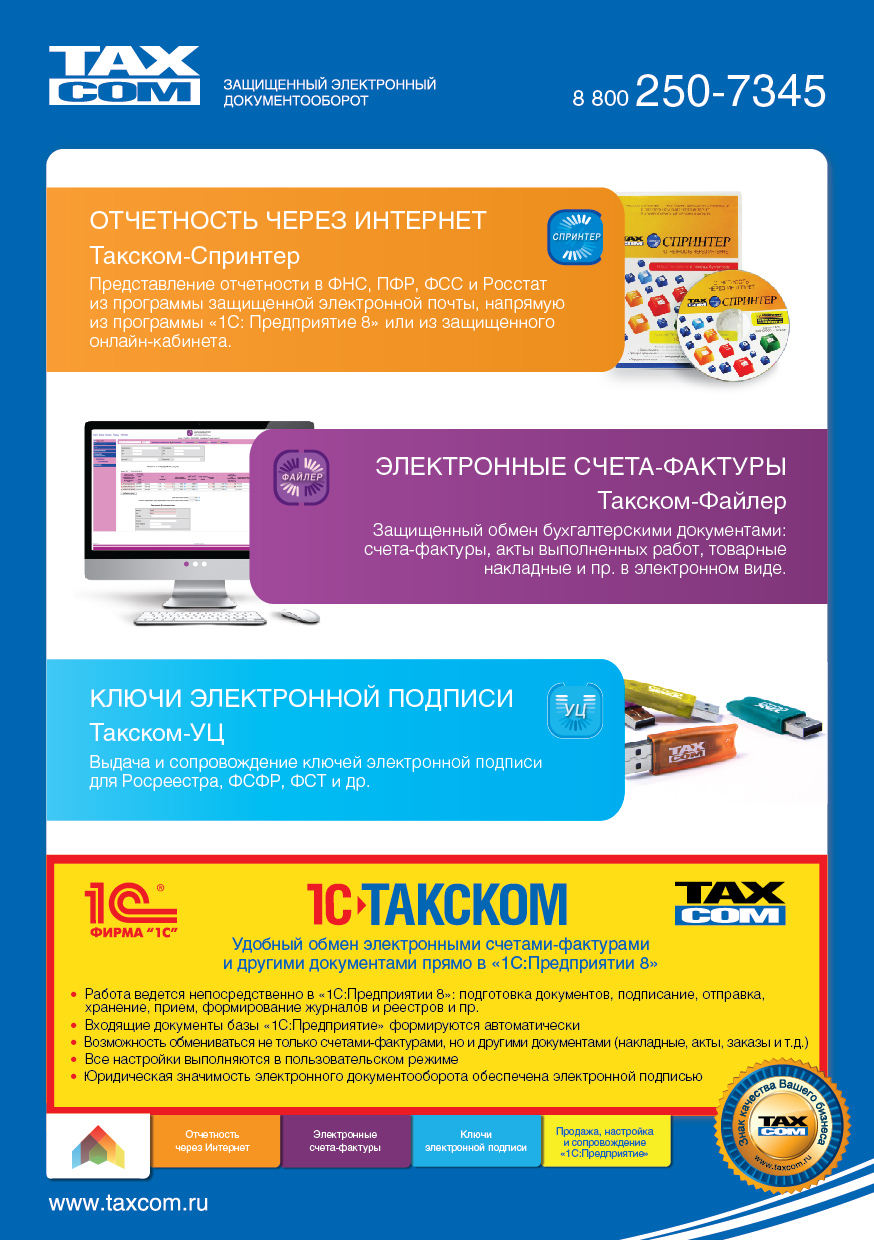 TAX
COM
ЗАЩИЩЕННЫЙ ЭЛЕКТРОННЫЙ
ДОКУМЕНТООБОРОТ
8 800 250-7345
ОТЧЕТНОСТЬ ЧЕРЕЗ ИНТЕРНЕТ
Такском-Спринтер
Представление отчетности в ФНС, ПФР, ФСС и Росстат
из программы защищенной электронной почты, напрямую
из программы «1С: Предприятие 8» или из защищенного
онлайн-кабинета.
СПРИНТЕР
TAX
COM
СПРИНТЕР
TAX
COM
СПРИНТЕР
ФАЙЛЕР
ЭЛЕКТРОННЫЕ СЧЕТА-ФАКТУРЫ
Такском-Файлер
Защищенный обмен бухгалтерскими документами:
счета-фактуры, акты выполненных работ, товарные
накладные и пр. в электронном виде.
КЛЮЧИ ЭЛЕКТРОННОЙ ПОДПИСИ
Такском-УЦ
Выдача и сопровождение ключей электронной подписи
для Росреестра, ФСФР, ФСТ и др.
УЦ
TAX
COM
1С®
ФИРМА "1С"
1С ТАКСКОМ
TAX
COM
Удобный обмен электронными счетами-фактурами
и другими документами прямо в «1С:Предприятии 8»
• Работа ведется непосредственно в «1С:Предприятии 8»: подготовка документов, подписание, отправка,
хранение, прием, формирование журналов и реестров и пр.
• Входящие документы базы «1С:Предприятие» формируются автоматически
• Возможность обмениваться не только счетами-фактурами, но и другими документами (накладные, акты, заказы и т.д.)
• Все настройки выполняются в пользовательском режиме
• Юридическая значимость электронного документооборота обеспечена электронной подписью
Отчетность
через Интернет
Электронные
счета-фактуры
Ключи
электронной подписи
Продажа, настройка
и сопровождение
«1С:Предприятие»
Знак качества Вашего бизнеса
TAX
COM
www.taxcom.ru
www.taxcom.ru